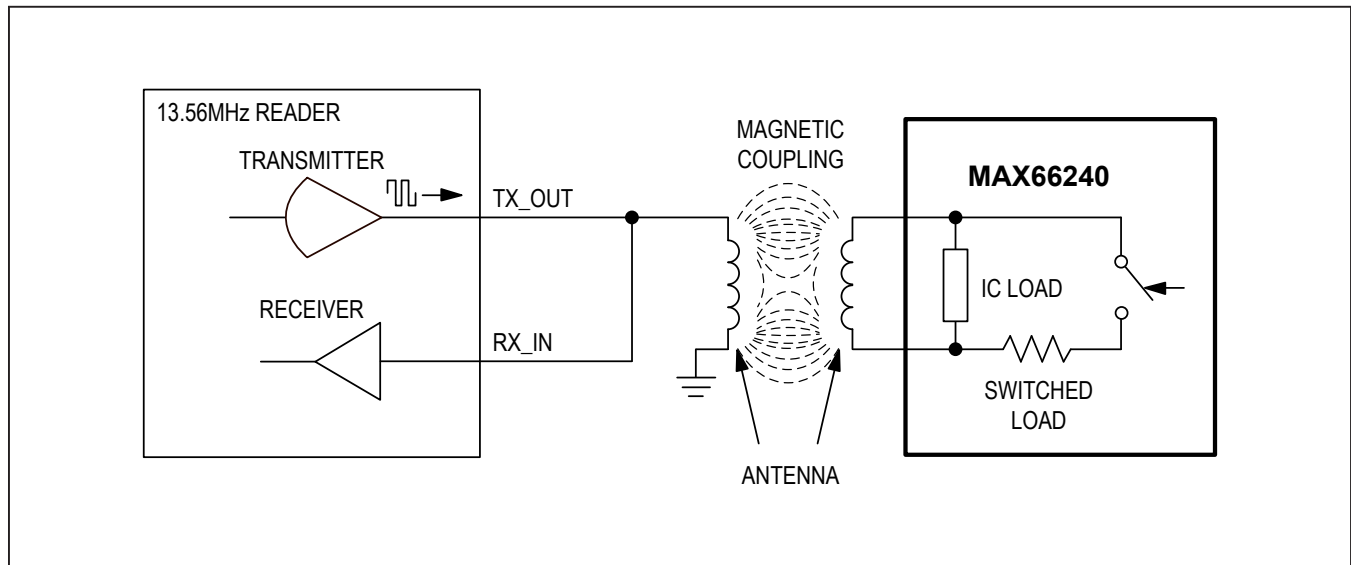 13.56MHz READER
TRANSMITTER
TX_OUT
RECEIVER
RX_IN
MAGNETIC
COUPLING
ANTENNA
MAX66240
IC LOAD
SWITCHED
LOAD